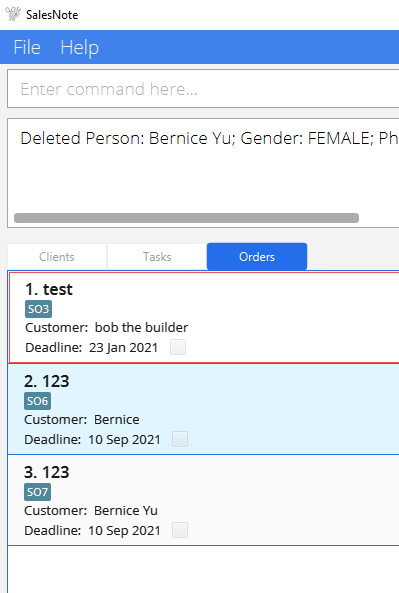 SalesNote
File Help
Enter command here...
Deleted Person: Bernice Yu; Gender: FEMALE; Ph
Clients Tasks Orders
1. test
SO3
Customer: bob the builder
Deadline: 23 Jan 2021
2. 123
SO6
Customer: Bernice
Deadline: 10 Sep 2021
3. 123
SO7
Customer: Bernice Yu
Deadline: 10 Sep 2021